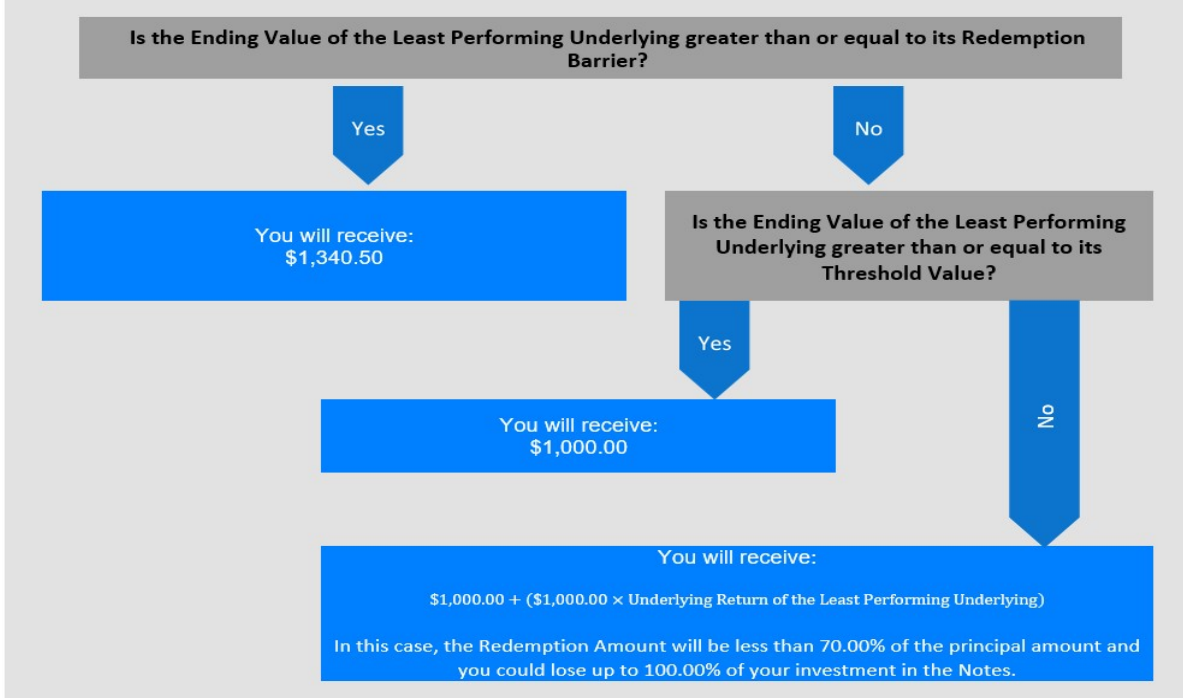 Is the Ending Value of the Least Performing Underlying greater than or equal to its Redemption
Barrier?
Yes
No
You will receive:
$1,340.50
Is the Ending Value of the Least Performing
Underlying greater than or equal to its
Threshold Value?
Yes
No
You will receive:
$1,000.00
You will receive:
$1,000.00 + ($1,000.00 × Underlying Return of the Least Performing Underlying)
In this case, the Redemption Amount will be less than 70.00% of the principal amount and
you could lose up to 100.00% of your investment in the Notes.